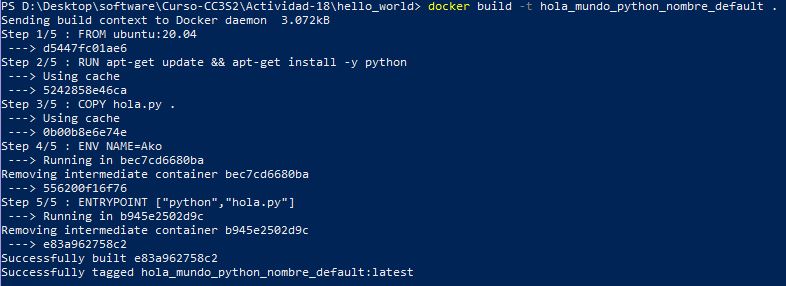 PS D:\Desktop\software\Curso-CC3S2\Actividad-18\hello_world> docker build -t hola_mundo_python_nombre_default .
Sending build context to Docker daemon  3.072kB
Step 1/5 : FROM ubuntu:20.04
 ---> d5447fc01ae6
Step 2/5 : RUN apt-get update && apt-get install -y python
 ---> Using cache
 ---> 5242858e46ca
Step 3/5 : COPY hola.py .
 ---> Using cache
 ---> 0b00b8e6e74e
Step 4/5 : ENV NAME=Ako
 ---> Running in bec7cd6680ba
Removing intermediate container bec7cd6680ba
 ---> 556200f16f76
Step 5/5 : ENTRYPOINT ["python","hola.py"]
 ---> Running in b945e2502d9c
Removing intermediate container b945e2502d9c
 ---> e83a962758c2
Successfully built e83a962758c2
Successfully tagged hola_mundo_python_nombre_default:latest